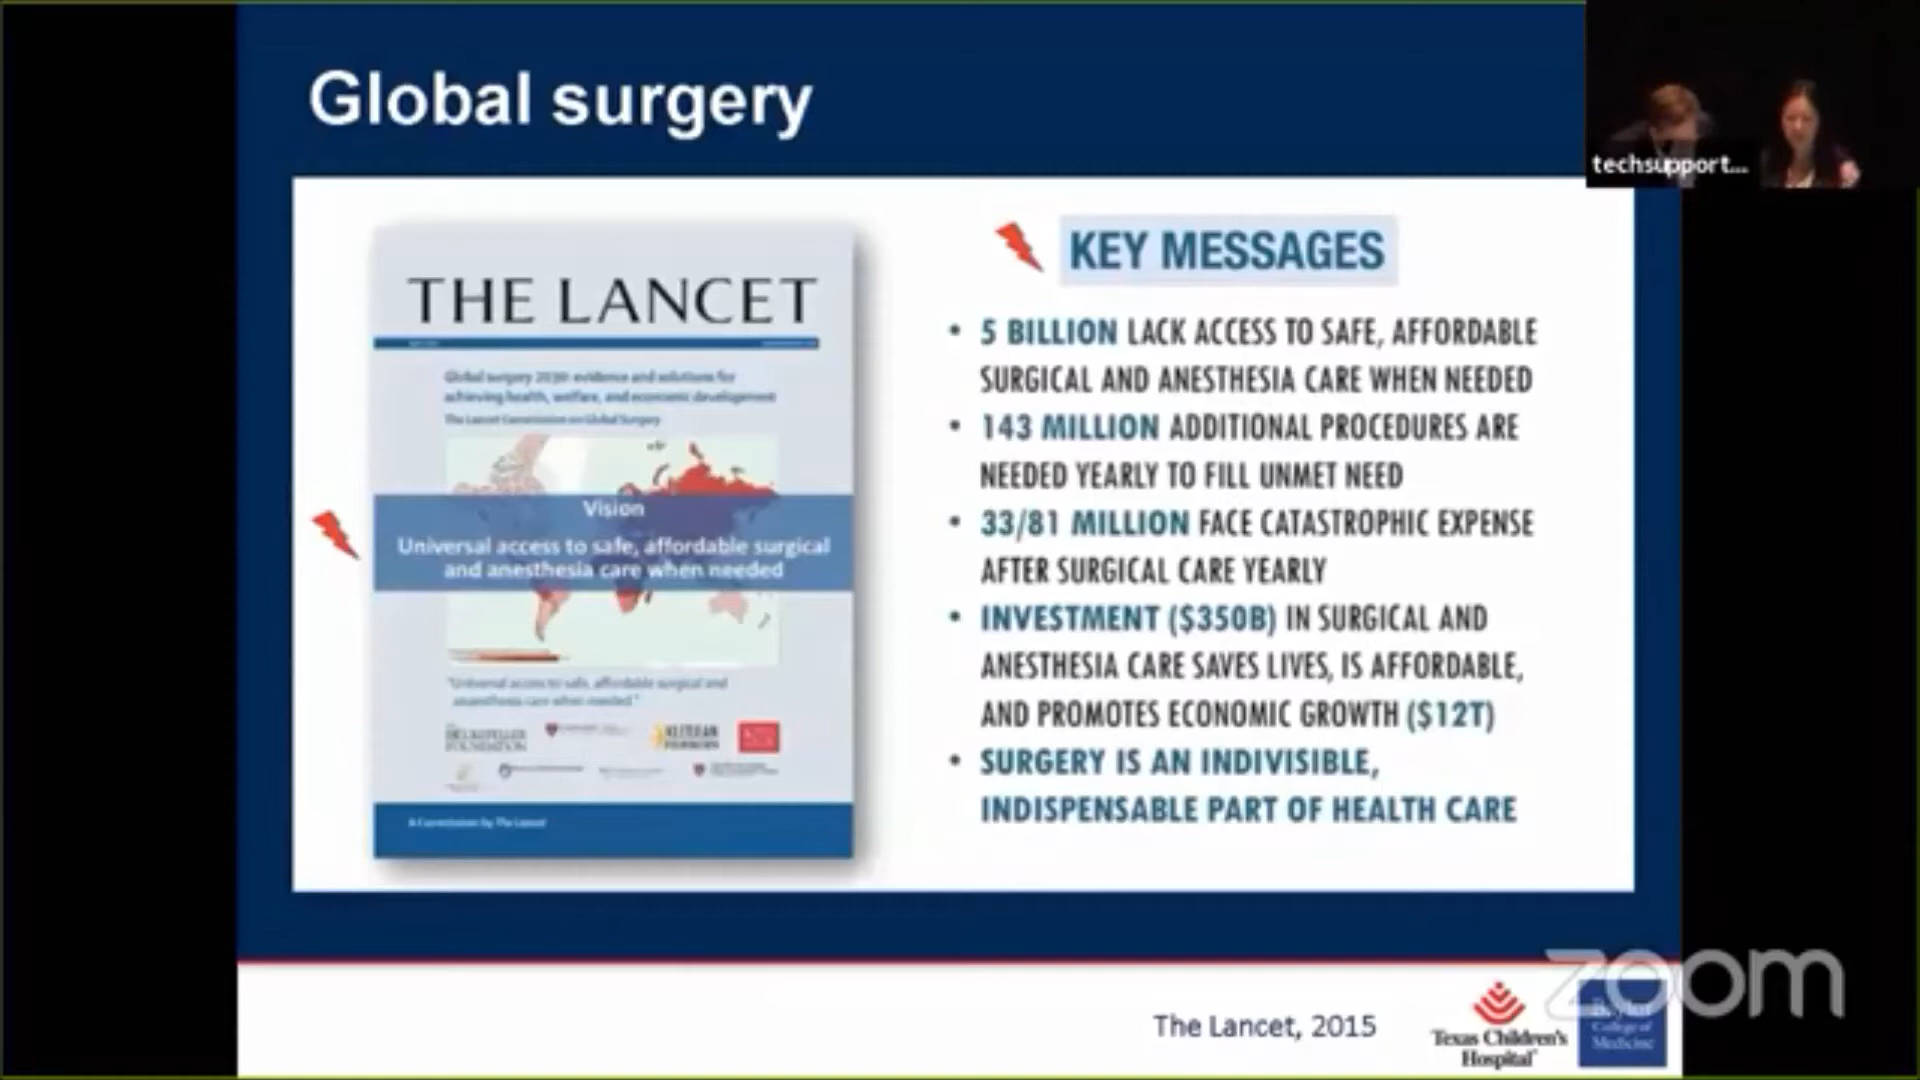 Global surgery
techsupport...
THE LANCET
Global surgery 2030: evidence and solutions for
achieving health, welfare, and economic development
The Lancet Commission on Global Surgery
Vision
Universal access to safe, affordable surgical
and anesthesia care when needed
"Universal access to safe, affordable surgical and
anaesthesia care when needed."
FOUNDATION
A Commission by The Lancet
KEY MESSAGES
• 5 BILLION LACK ACCESS TO SAFE, AFFORDABLE
SURGICAL AND ANESTHESIA CARE WHEN NEEDED
• 143 MILLION ADDITIONAL PROCEDURES ARE
NEEDED YEARLY TO FILL UNMET NEED
• 33/81 MILLION FACE CATASTROPHIC EXPENSE
AFTER SURGICAL CARE YEARLY
• INVESTMENT ($350B) IN SURGICAL AND
ANESTHESIA CARE SAVES LIVES, IS AFFORDABLE,
AND PROMOTES ECONOMIC GROWTH ($12T)
• SURGERY IS AN INDIVISIBLE,
INDISPENSABLE PART OF HEALTH CARE
The Lancet, 2015
Texas Children's
Hospital
Baylor
College of
Medicine
zoom